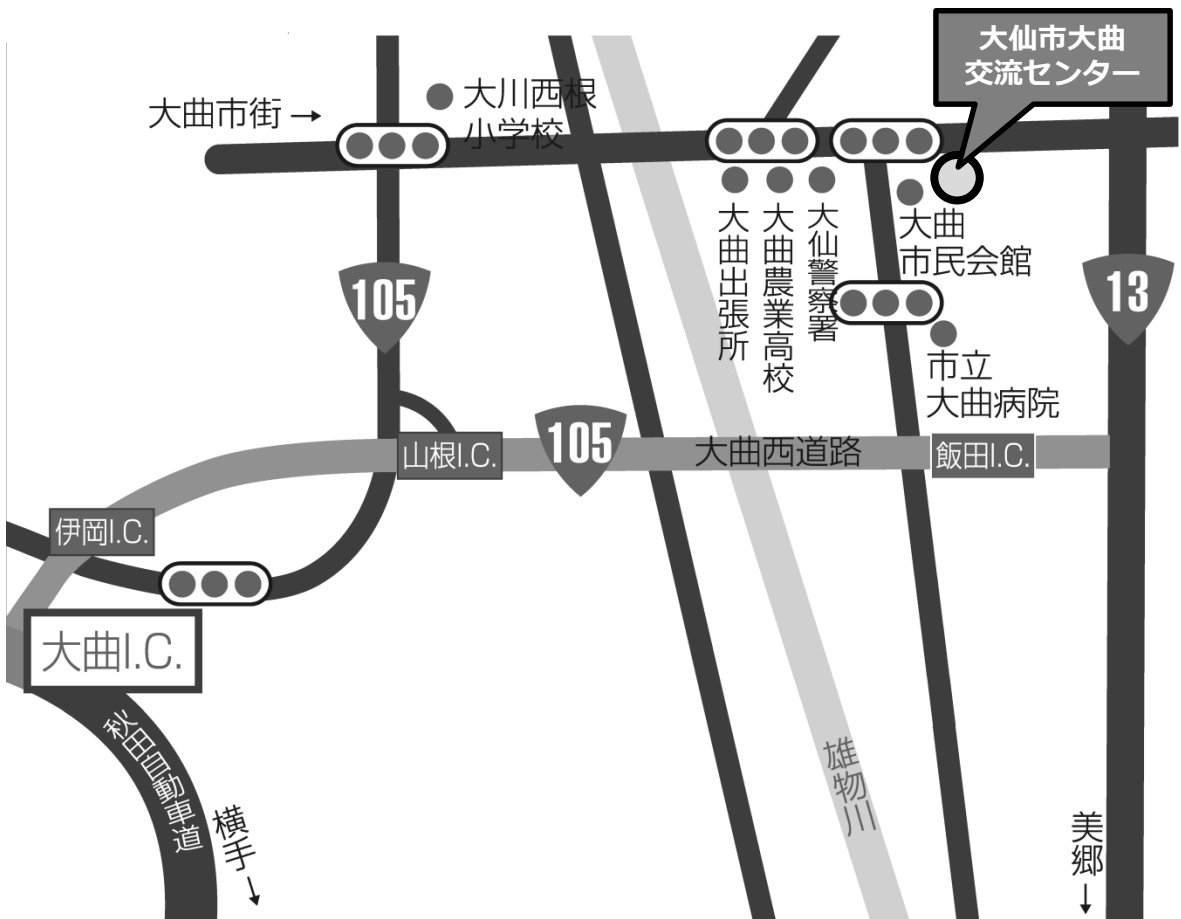 大仙市大曲
交流センター
大曲市街→
大川西根
小学校
大曲出張所
大曲農業高校
大仙警察署
大曲
市民会館
105
13
市立
大曲病院
山根I.C.
105
大曲西道路
飯田I.C.
伊岡I.C.
大曲I.C.
秋田自動車道
横手→
雄物川
美郷→